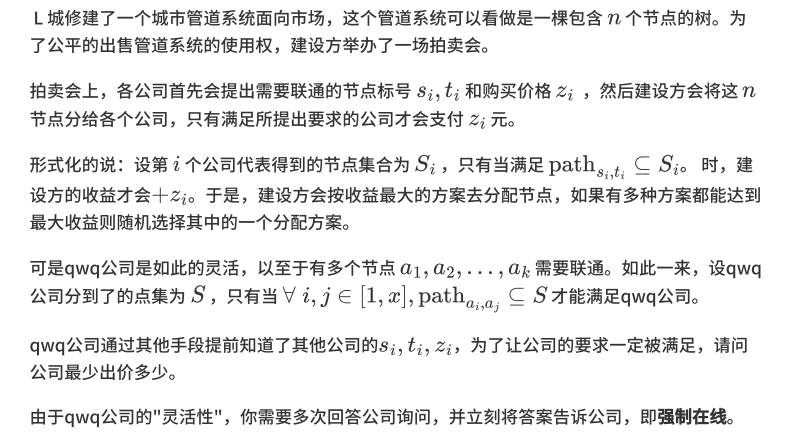 L 城修建了一个城市管道系统面向市场，这个管道系统可以看做是一棵包含 n 个节点的树。为
了公平的出售管道系统的使用权，建设方举办了一场拍卖会。
拍卖会上，各公司首先会提出需要联通的节点标号 s_i, t_i 和购买价格 z_i ，然后建设方会将这 n
节点分给各个公司，只有满足所提出要求的公司才会支付 z_i 元。
形式化的说：设第 i 个公司代表得到的节点集合为 S_i ，只有当满足 path_{s_i,t_i} ⊆ S_i。 时，建
设方的收益才会+z_i。于是，建设方会按收益最大的方案去分配节点，如果有多种方案都能达到
最大收益则随机选择其中的一个分配方案。
可是qwq公司是如此的灵活，以至于有多个节点 a_1, a_2, . . . , a_k 需要联通。如此一来，设qwq
公司分到了的点集为 S ，只有当 ∀ i, j ∈ [1, x], path_{a_i,a_j} ⊆ S 才能满足qwq公司。
qwq公司通过其他手段提前知道了其他公司的s_i, t_i, z_i，为了让公司的要求一定被满足，请问
公司最少出价多少。
由于qwq公司的"灵活性"，你需要多次回答公司询问，并立刻将答案告诉公司，即强制在线。